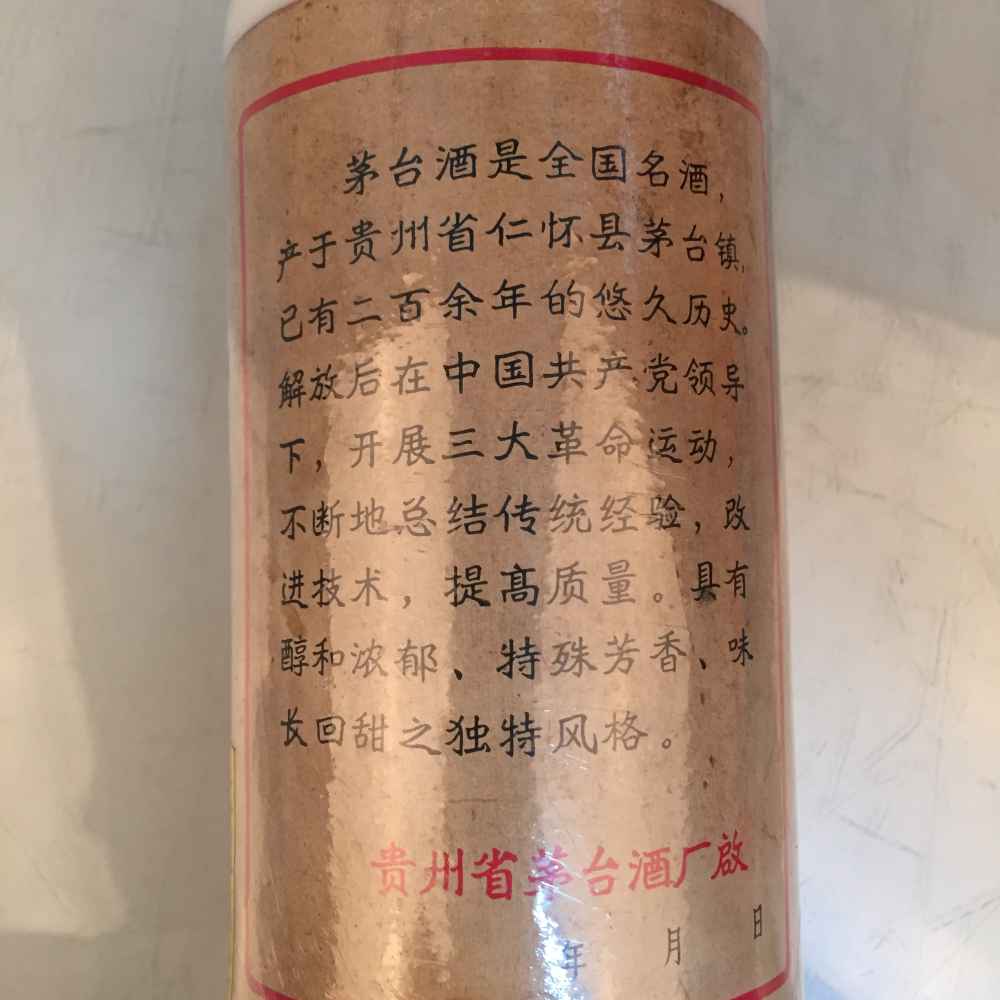 茅台酒是全国名酒，
产于贵州省仁怀县茅台镇，
已有二百余年的悠久历史。
解放后在中国共产党领导
下，开展三大革命运动，
不断地总结传统经验，改
进技术，提高质量。具有
醇和浓郁、特殊芳香、味
长回甜之独特风格。
贵州省茅台酒厂啟
年 月 日